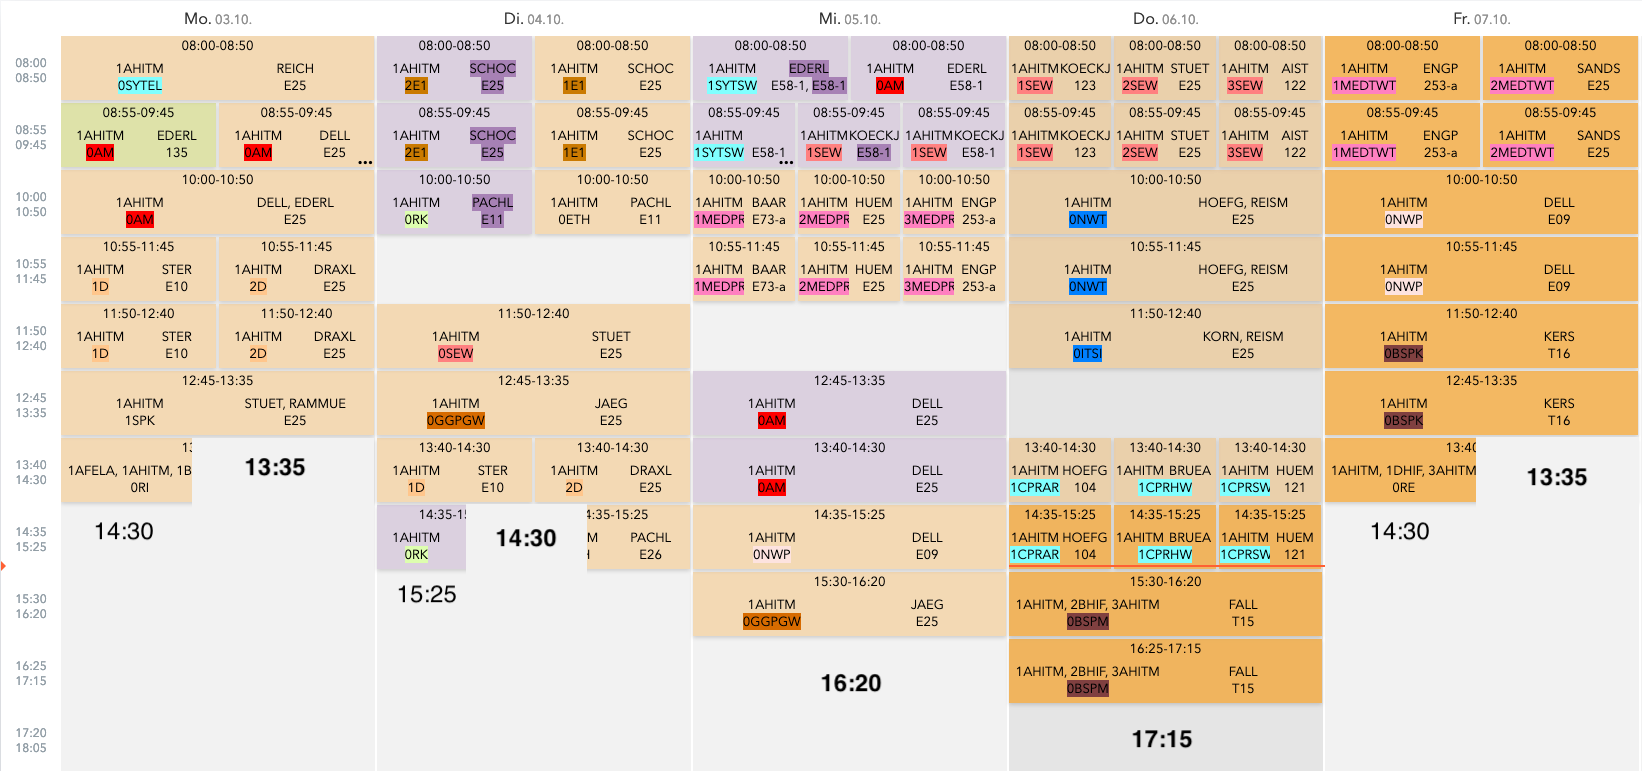 Mo. 03.10. Di. 04.10. Mi. 05.10. Do. 06.10. Fr. 07.10.
08:00
08:50
08:00-08:50
1AHITM REICH
0SYTEL E25
08:00-08:50
1AHITM SCHOC
2E1 E25
08:00-08:50
1AHITM SCHOC
1E1 E25
08:00-08:50
1AHITM EDERL
1SYTSW E58-1, E58-1
08:00-08:50
1AHITM EDERL
0AM E58-1
08:00-08:50
1AHITM KOECKJ
1SEW 123
08:00-08:50
1AHITM STUET
2SEW E25
08:00-08:50
1AHITM AIST
3SEW 122
08:00-08:50
1AHITM ENGP
1MEDTWT 253-a
08:00-08:50
1AHITM SANDS
2MEDTWT E25
08:55
09:45
08:55-09:45
1AHITM EDERL
0AM 135
08:55-09:45
1AHITM DELL
0AM E25
...
08:55-09:45
1AHITM SCHOC
2E1 E25
08:55-09:45
1AHITM SCHOC
1E1 E25
08:55-09:45
1AHITM
1SYTSW E58-1
...
08:55-09:45
1AHITM KOECKJ
1SEW E58-1
08:55-09:45
1AHITM KOECKJ
1SEW E58-1
08:55-09:45
1AHITM KOECKJ
1SEW 123
08:55-09:45
1AHITM STUET
2SEW E25
08:55-09:45
1AHITM AIST
3SEW 122
08:55-09:45
1AHITM ENGP
1MEDTWT 253-a
08:55-09:45
1AHITM SANDS
2MEDTWT E25
10:00
10:50
10:00-10:50
1AHITM DELL, EDERL
0AM E25
10:00-10:50
1AHITM PACHL
0RK E11
10:00-10:50
1AHITM PACHL
0ETH E11
10:00-10:50
1AHITM BAAR
1MEDPR E73-a
10:00-10:50
1AHITM HUEM
2MEDPR E25
10:00-10:50
1AHITM ENGP
3MEDPR 253-a
10:00-10:50
1AHITM HOEFG, REISM
0NWT E25
10:00-10:50
1AHITM DELL
0NWP E09
10:55
11:45
10:55-11:45
1AHITM STER
1D E10
10:55-11:45
1AHITM DRAXL
2D E25
10:55-11:45
1AHITM BAAR
1MEDPR E73-a
10:55-11:45
1AHITM HUEM
2MEDPR E25
10:55-11:45
1AHITM ENGP
3MEDPR 253-a
10:55-11:45
1AHITM HOEFG, REISM
0NWT E25
10:55-11:45
1AHITM DELL
0NWP E09
11:50
12:40
11:50-12:40
1AHITM STER
1D E10
11:50-12:40
1AHITM DRAXL
2D E25
11:50-12:40
1AHITM STUET
0SEW E25
11:50-12:40
1AHITM KORN, REISM
0ITSI E25
11:50-12:40
1AHITM KERS
0BSPK T16
12:45
13:35
12:45-13:35
1AHITM STUET, RAMMUE
1SPK E25
12:45-13:35
1AHITM JAEG
0GGPGW E25
12:45-13:35
1AHITM DELL
0AM E25
12:45-13:35
1AHITM KERS
0BSPK T16
13:40
14:30
13
1AFELA, 1AHITM, 1B
0RI
13:35
13:40-14:30
1AHITM STER
1D E10
13:40-14:30
1AHITM DRAXL
2D E25
13:40-14:30
1AHITM DELL
0AM E25
13:40-14:30
1AHITM HOEFG
1CPRAR 104
13:40-14:30
1AHITM BRUEA
1CPRHW
13:40-14:30
1AHITM HUEM
1CPRSW 121
13:40
1AHITM, 1DHIF, 3AHITM
0RE
13:35
14:35
15:25
14:30
14:35-15
1AHITM
0RK
14:30
4:35-15:25
M PACHL
E26
14:35-15:25
1AHITM DELL
0NWP E09
14:35-15:25
1AHITM HOEFG
1CPRAR 104
14:35-15:25
1AHITM BRUEA
1CPRHW
14:35-15:25
1AHITM HUEM
1CPRSW 121
14:30
15:30
16:20
15:25
15:30-16:20
1AHITM JAEG
0GGPGW E25
15:30-16:20
1AHITM, 2BHIF, 3AHITM FALL
0BSPM T15
16:25
17:15
16:20
16:25-17:15
1AHITM, 2BHIF, 3AHITM FALL
0BSPM T15
17:20
18:05
17:15